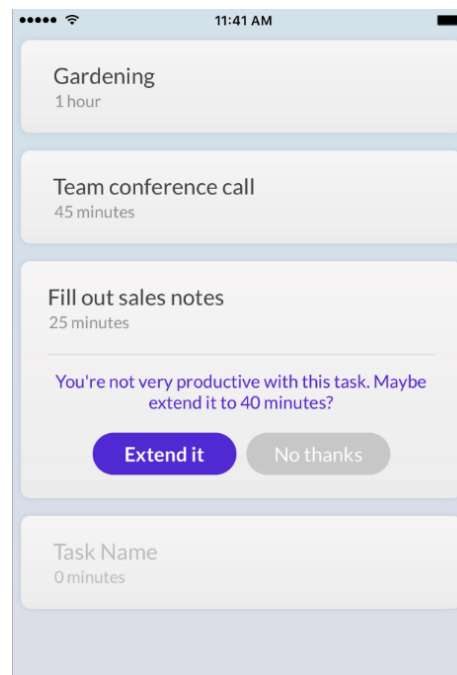 11:41 AM
Gardening
1 hour
Team conference call
45 minutes
Fill out sales notes
25 minutes
You're not very productive with this task. Maybe
extend it to 40 minutes?
Extend it No thanks
Task Name
0 minutes